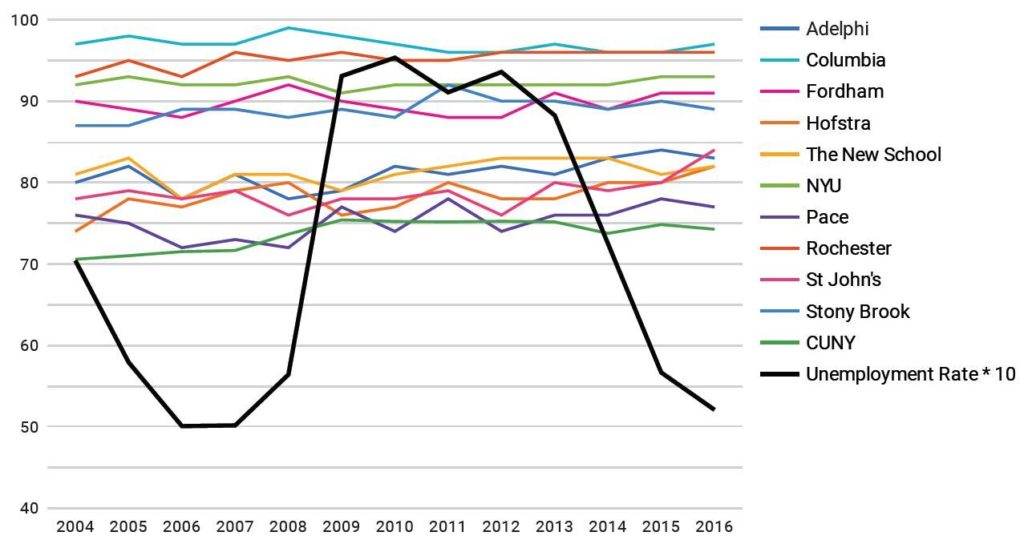 100
90
80
70
60
50
40
2004 2005 2006 2007 2008 2009 2010 2011 2012 2013 2014 2015 2016
Adelphi
Columbia
Fordham
Hofstra
The New School
NYU
Pace
Rochester
St John's
Stony Brook
CUNY
Unemployment Rate * 10